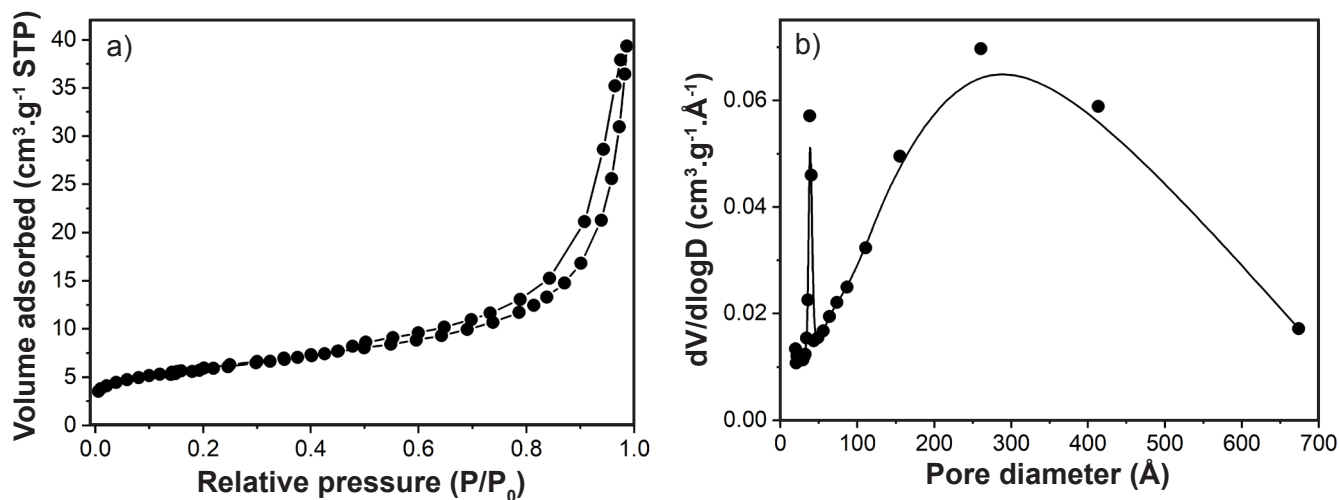 a)
Volume adsorbed (cm³.g⁻¹ STP)
40
35
30
25
20
15
10
5
0
0.0 0.2 0.4 0.6 0.8 1.0
Relative pressure (P/P₀)
b)
dV/dlogD (cm³.g⁻¹.Å⁻¹)
0.06
0.04
0.02
0.00
0 100 200 300 400 500 600 700
Pore diameter (Å)